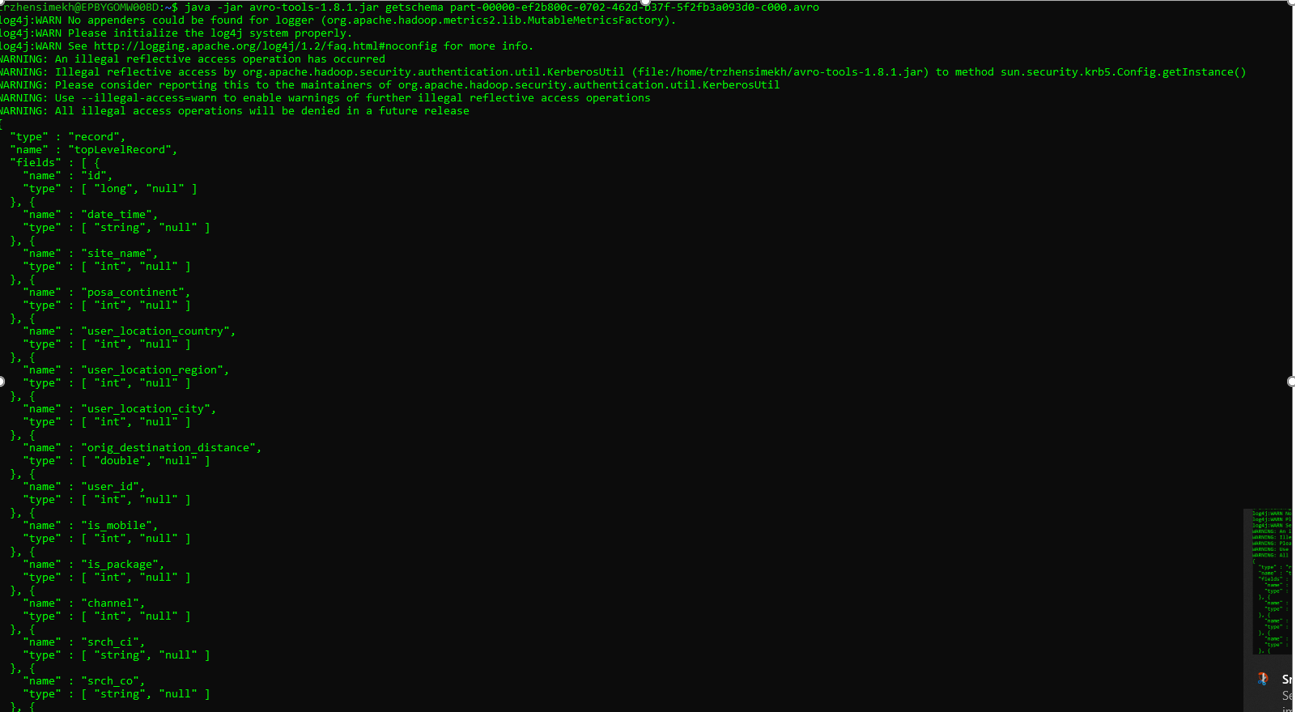 rzhensimekh@EPBYGOMW00BD:~$ java -jar avro-tools-1.8.1.jar getschema part-00000-ef2b800c-0702-462d-b37f-5f2fb3a093d0-c000.avro
log4j:WARN No appenders could be found for logger (org.apache.hadoop.metrics2.lib.MutableMetricsFactory).
log4j:WARN Please initialize the log4j system properly.
log4j:WARN See http://logging.apache.org/log4j/1.2/faq.html#noconfig for more info.
WARNING: An illegal reflective access operation has occurred
WARNING: Illegal reflective access by org.apache.hadoop.security.authentication.util.KerberosUtil (file:/home/trzhensimekh/avro-tools-1.8.1.jar) to method sun.security.krb5.Config.getInstance()
WARNING: Please consider reporting this to the maintainers of org.apache.hadoop.security.authentication.util.KerberosUtil
WARNING: Use --illegal-access=warn to enable warnings of further illegal reflective access operations
WARNING: All illegal access operations will be denied in a future release
{
"type" : "record",
"name" : "topLevelRecord",
"fields" : [ {
"name" : "id",
"type" : [ "long", "null" ]
}, {
"name" : "date_time",
"type" : [ "string", "null" ]
}, {
"name" : "site_name",
"type" : [ "int", "null" ]
}, {
"name" : "posa_continent",
"type" : [ "int", "null" ]
}, {
"name" : "user_location_country",
"type" : [ "int", "null" ]
}, {
"name" : "user_location_region",
"type" : [ "int", "null" ]
}, {
"name" : "user_location_city",
"type" : [ "int", "null" ]
}, {
"name" : "orig_destination_distance",
"type" : [ "double", "null" ]
}, {
"name" : "user_id",
"type" : [ "int", "null" ]
}, {
"name" : "is_mobile",
"type" : [ "int", "null" ]
}, {
"name" : "is_package",
"type" : [ "int", "null" ]
}, {
"name" : "channel",
"type" : [ "int", "null" ]
}, {
"name" : "srch_ci",
"type" : [ "string", "null" ]
}, {
"name" : "srch_co",
"type" : [ "string", "null" ]
}, {